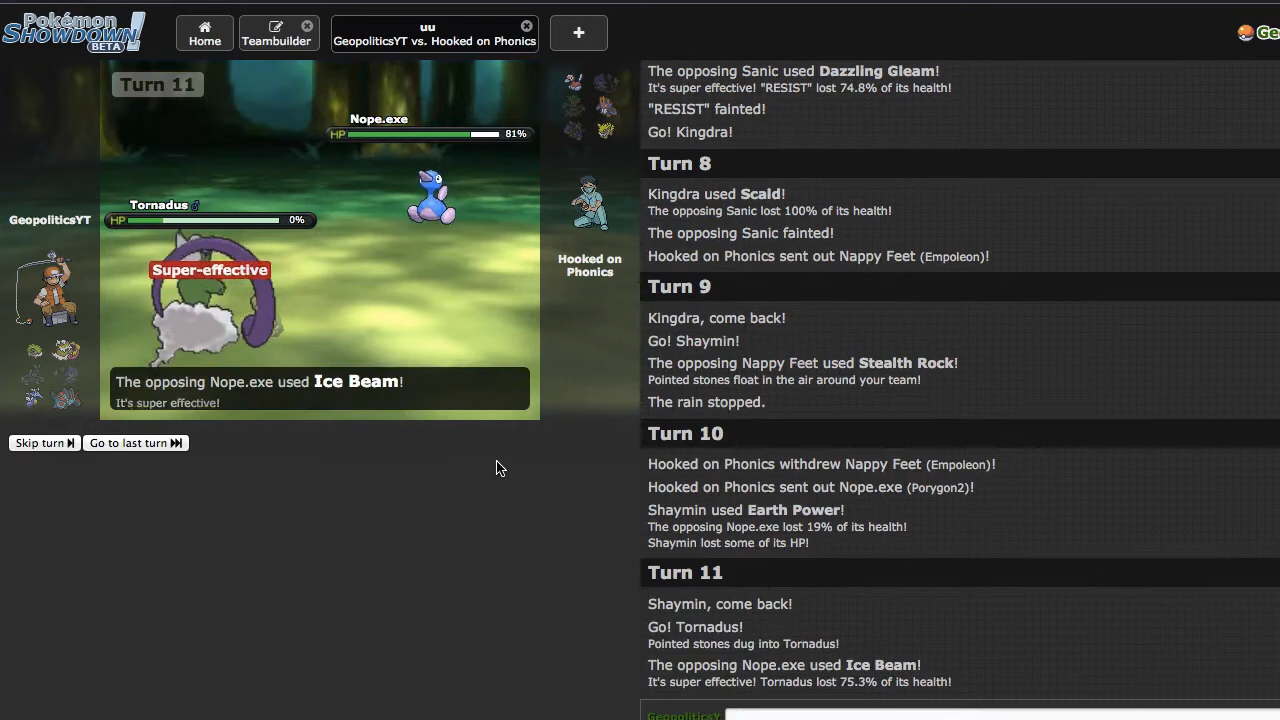 Pokémon
SHOWDOWN!
BETA
Home
Teambuilder
uu
GeopoliticsYT vs. Hooked on Phonics
+
Ge
Turn 11
Nope.exe
HP 81%
Tornadus ♂
HP 0%
Super-effective
GeopoliticsYT
Hooked on
Phonics
The opposing Nope.exe used Ice Beam!
It's super effective!
Skip turn
Go to last turn
The opposing Sanic used Dazzling Gleam!
It's super effective! "RESIST" lost 74.8% of its health!
"RESIST" fainted!
Go! Kingdra!
Turn 8
Kingdra used Scald!
The opposing Sanic lost 100% of its health!
The opposing Sanic fainted!
Hooked on Phonics sent out Nappy Feet (Empoleon)!
Turn 9
Kingdra, come back!
Go! Shaymin!
The opposing Nappy Feet used Stealth Rock!
Pointed stones float in the air around your team!
The rain stopped.
Turn 10
Hooked on Phonics withdrew Nappy Feet (Empoleon)!
Hooked on Phonics sent out Nope.exe (Porygon2)!
Shaymin used Earth Power!
The opposing Nope.exe lost 19% of its health!
Shaymin lost some of its HP!
Turn 11
Shaymin, come back!
Go! Tornadus!
Pointed stones dug into Tornadus!
The opposing Nope.exe used Ice Beam!
It's super effective! Tornadus lost 75.3% of its health!
GeopoliticsY